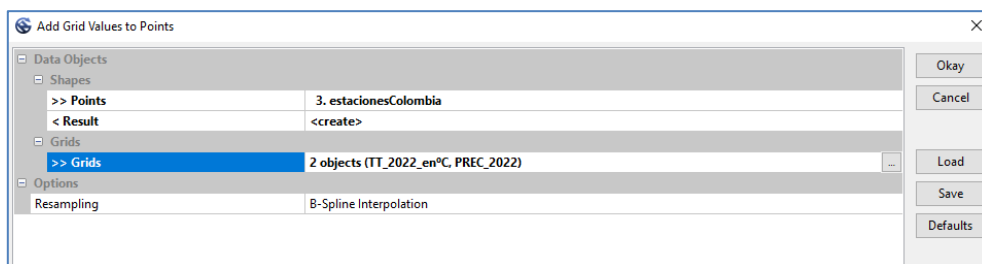 Add Grid Values to Points
Data Objects
Shapes
>> Points 3. estacionesColombia
< Result <create>
Grids
>> Grids 2 objects (TT_2022_enºC, PREC_2022) ...
Options
Resampling B-Spline Interpolation
Okay
Cancel
Load
Save
Defaults